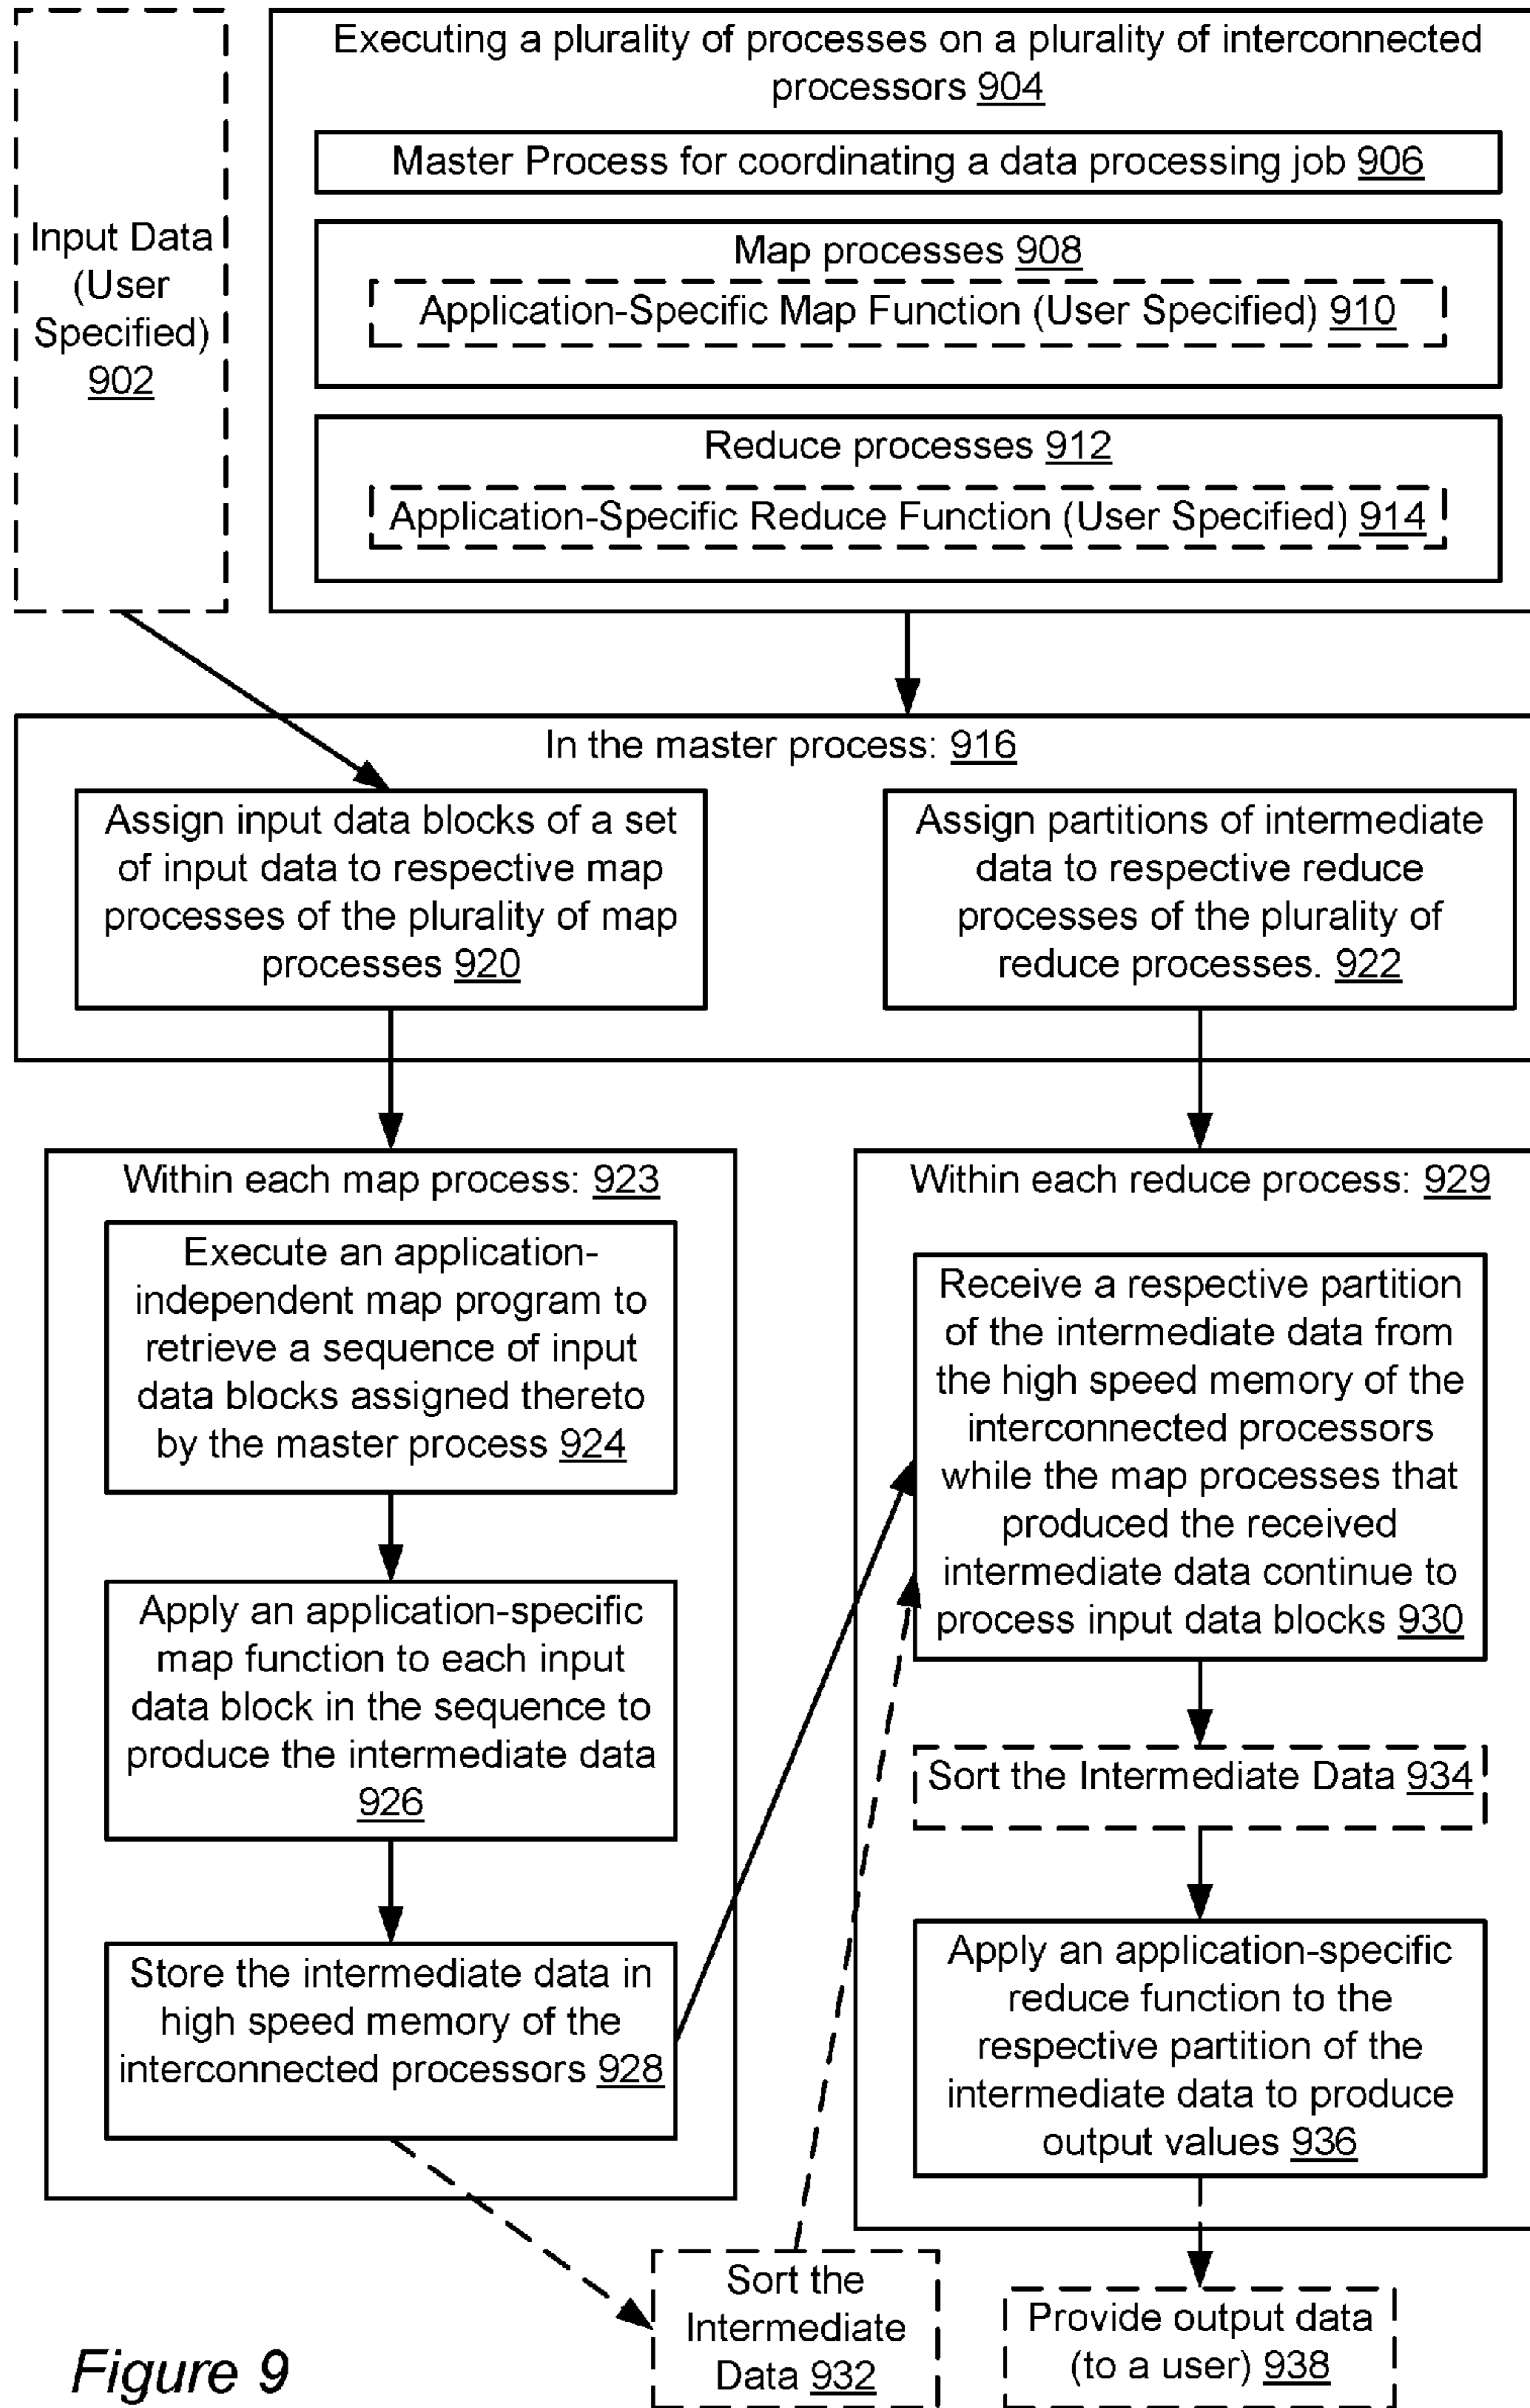 Input Data
(User
Specified)
902
Executing a plurality of processes on a plurality of interconnected
processors 904
Master Process for coordinating a data processing job 906
Map processes 908
Application-Specific Map Function (User Specified) 910
Reduce processes 912
Application-Specific Reduce Function (User Specified) 914
In the master process: 916
Assign input data blocks of a set
of input data to respective map
processes of the plurality of map
processes 920
Assign partitions of intermediate
data to respective reduce
processes of the plurality of
reduce processes. 922
Within each map process: 923
Execute an application-
independent map program to
retrieve a sequence of input
data blocks assigned thereto
by the master process 924
Apply an application-specific
map function to each input
data block in the sequence to
produce the intermediate data
926
Store the intermediate data in
high speed memory of the
interconnected processors 928
Within each reduce process: 929
Receive a respective partition
of the intermediate data from
the high speed memory of the
interconnected processors
while the map processes that
produced the received
intermediate data continue to
process input data blocks 930
Sort the Intermediate Data 934
Apply an application-specific
reduce function to the
respective partition of the
intermediate data to produce
output values 936
Sort the
Intermediate
Data 932
Provide output data
(to a user) 938
Figure 9